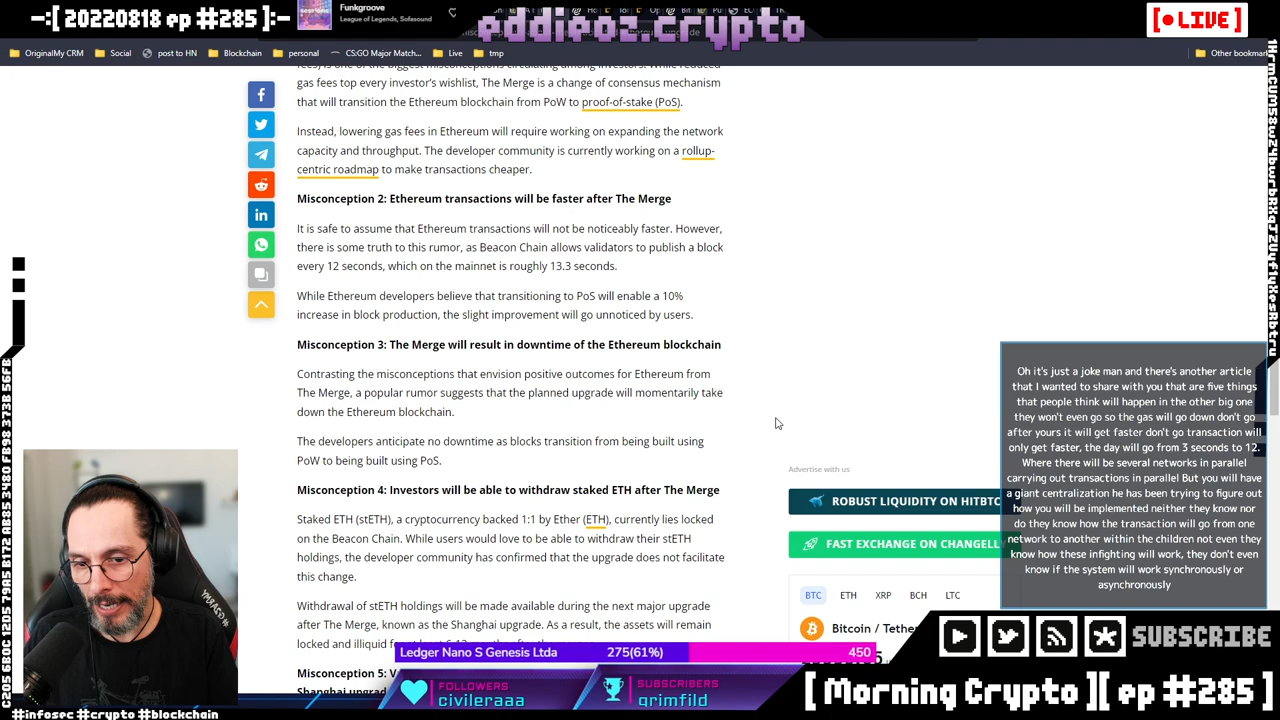 -:[ 20220818 ep #285 ]:-
Funkgroove
League of Legends, Sofasound
eddieoz.crypto
[● LIVE ]
OriginalMy CRM
Social
post to HN
Blockchain
personal
CS:GO Major Match...
Live
tmp
Other bookmark
gas fees top every investor's wishlist, The Merge is a change of consensus mechanism
that will transition the Ethereum blockchain from PoW to proof-of-stake (PoS).
Instead, lowering gas fees in Ethereum will require working on expanding the network
capacity and throughput. The developer community is currently working on a rollup-
centric roadmap to make transactions cheaper.
Misconception 2: Ethereum transactions will be faster after The Merge
It is safe to assume that Ethereum transactions will not be noticeably faster. However,
there is some truth to this rumor, as Beacon Chain allows validators to publish a block
every 12 seconds, which on the mainnet is roughly 13.3 seconds.
While Ethereum developers believe that transitioning to PoS will enable a 10%
increase in block production, the slight improvement will go unnoticed by users.
Misconception 3: The Merge will result in downtime of the Ethereum blockchain
Contrasting the misconceptions that envision positive outcomes for Ethereum from
The Merge, a popular rumor suggests that the planned upgrade will momentarily take
down the Ethereum blockchain.
The developers anticipate no downtime as blocks transition from being built using
PoW to being built using PoS.
Misconception 4: Investors will be able to withdraw staked ETH after The Merge
Staked ETH (stETH), a cryptocurrency backed 1:1 by Ether (ETH), currently lies locked
on the Beacon Chain. While users would love to be able to withdraw their stETH
holdings, the developer community has confirmed that the upgrade does not facilitate
this change.
Withdrawal of stETH holdings will be made available during the next major upgrade
after The Merge, known as the Shanghai upgrade. As a result, the assets will remain
locked and illiquid
Misconception 5:
Shanghai upgrad
Advertise with us
ROBUST LIQUIDITY ON HITBTC
FAST EXCHANGE ON CHANGELLY
BTC
ETH
XRP
BCH
LTC
Bitcoin / Tether
Oh it's just a joke man and there's another article
that I wanted to share with you that are five things
that people think will happen in the other big one
they won't even go so the gas will go down don't go
after yours it will get faster don't go transaction will
only get faster, the day will go from 3 seconds to 12.
Where there will be several networks in parallel
carrying out transactions in parallel But you will have
a giant centralization he has been trying to figure out
how you will be implemented neither they know nor
do they know how the transaction will go from one
network to another within the children not even they
know how these infighting will work, they don't even
know if the system will work synchronously or
asynchronously
Ledger Nano S Genesis Ltda
275(61%)
450
FOLLOWERS
civileraaa
SUBSCRIBERS
grimfild
SUBSCRIBE
[ Morning Crypto ][ ep #285 ]
#infosec #crypto #blockchain